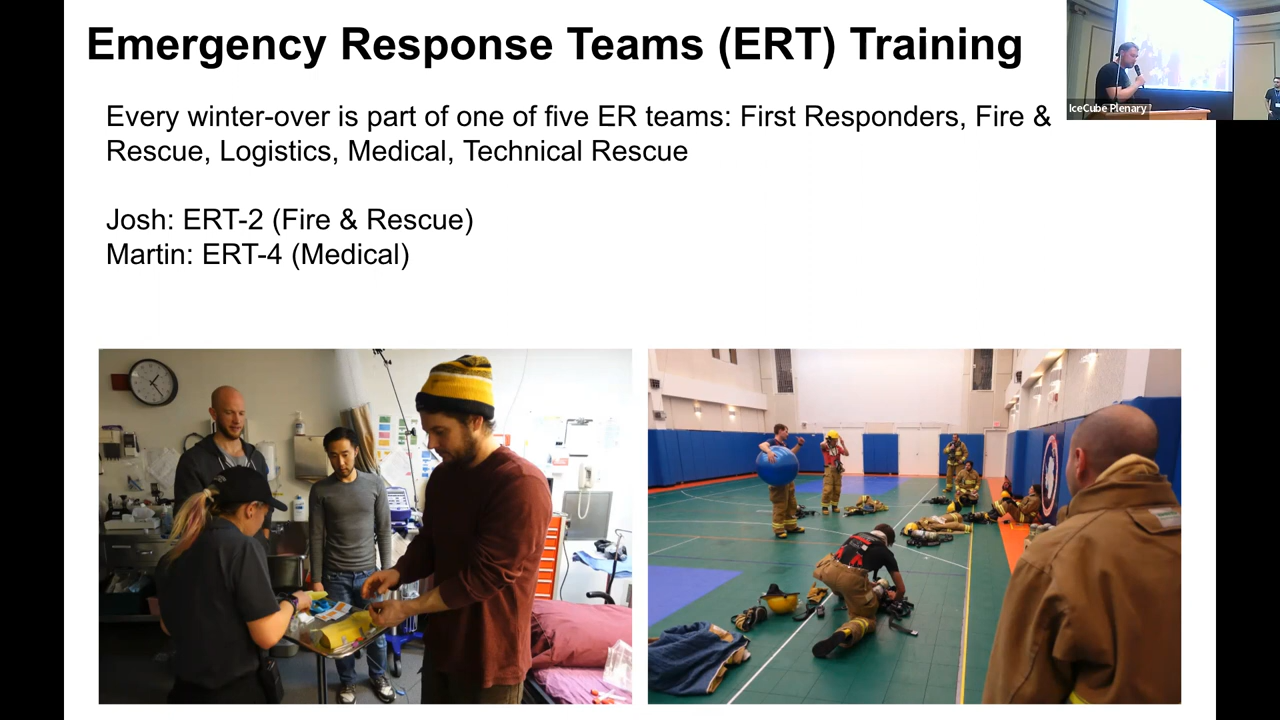 Emergency Response Teams (ERT) Training
IceCube Plenary
Every winter-over is part of one of five ER teams: First Responders, Fire &
Rescue, Logistics, Medical, Technical Rescue
Josh: ERT-2 (Fire & Rescue)
Martin: ERT-4 (Medical)